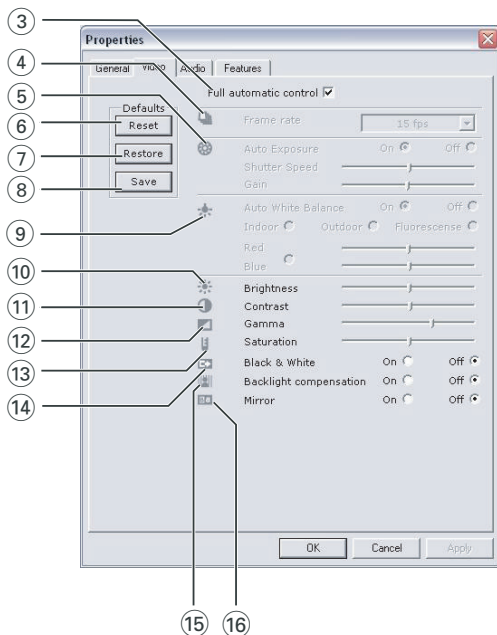 3
4
5
6
7
8
9
10
11
12
13
14
15
16
Properties
General Video Audio Features
Full automatic control
Defaults
Reset
Restore
Save
Frame rate 15 fps
Auto Exposure On Off
Shutter Speed
Gain
Auto White Balance On Off
Indoor Outdoor Fluorescense
Red
Blue
Brightness
Contrast
Gamma
Saturation
Black & White On Off
Backlight compensation On Off
Mirror On Off
OK Cancel Apply